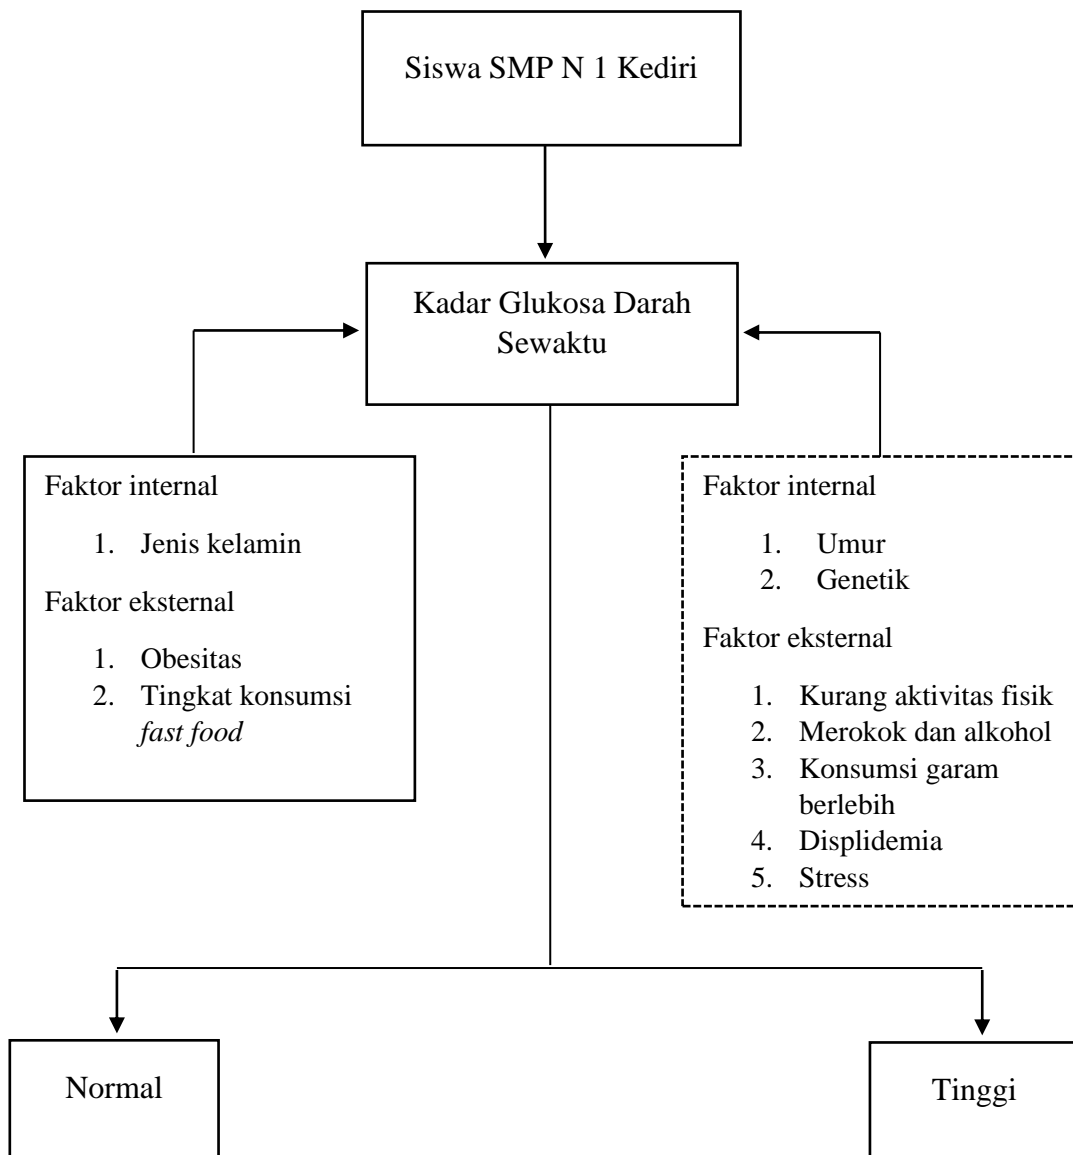 Siswa SMP N 1 Kediri
Kadar Glukosa Darah
Sewaktu
Faktor internal
1. Jenis kelamin
Faktor eksternal
1. Obesitas
2. Tingkat konsumsi
fast food
Faktor internal
1. Umur
2. Genetik
Faktor eksternal
1. Kurang aktivitas fisik
2. Merokok dan alkohol
3. Konsumsi garam
berlebih
4. Displidemia
5. Stress
Normal
Tinggi